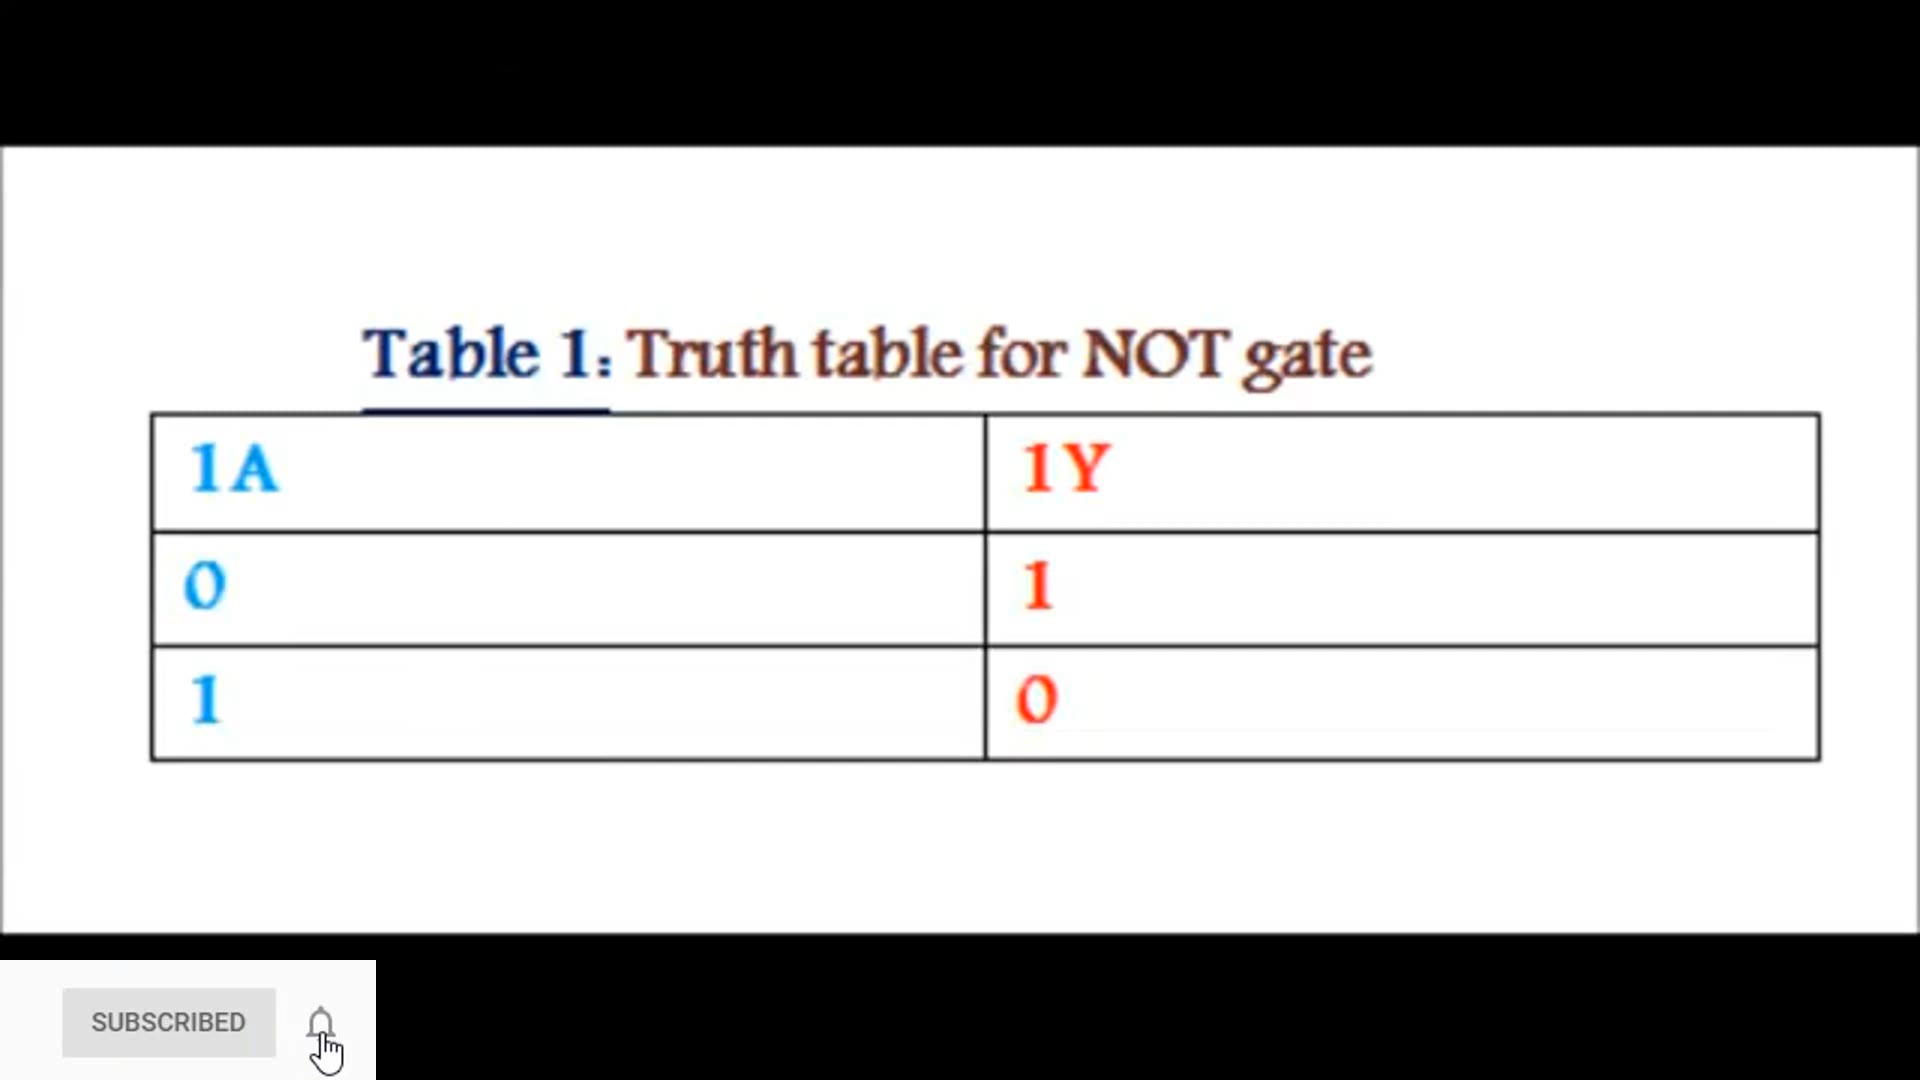 Table 1: Truth table for NOT gate
1A 1Y
0 1
1 0
SUBSCRIBED